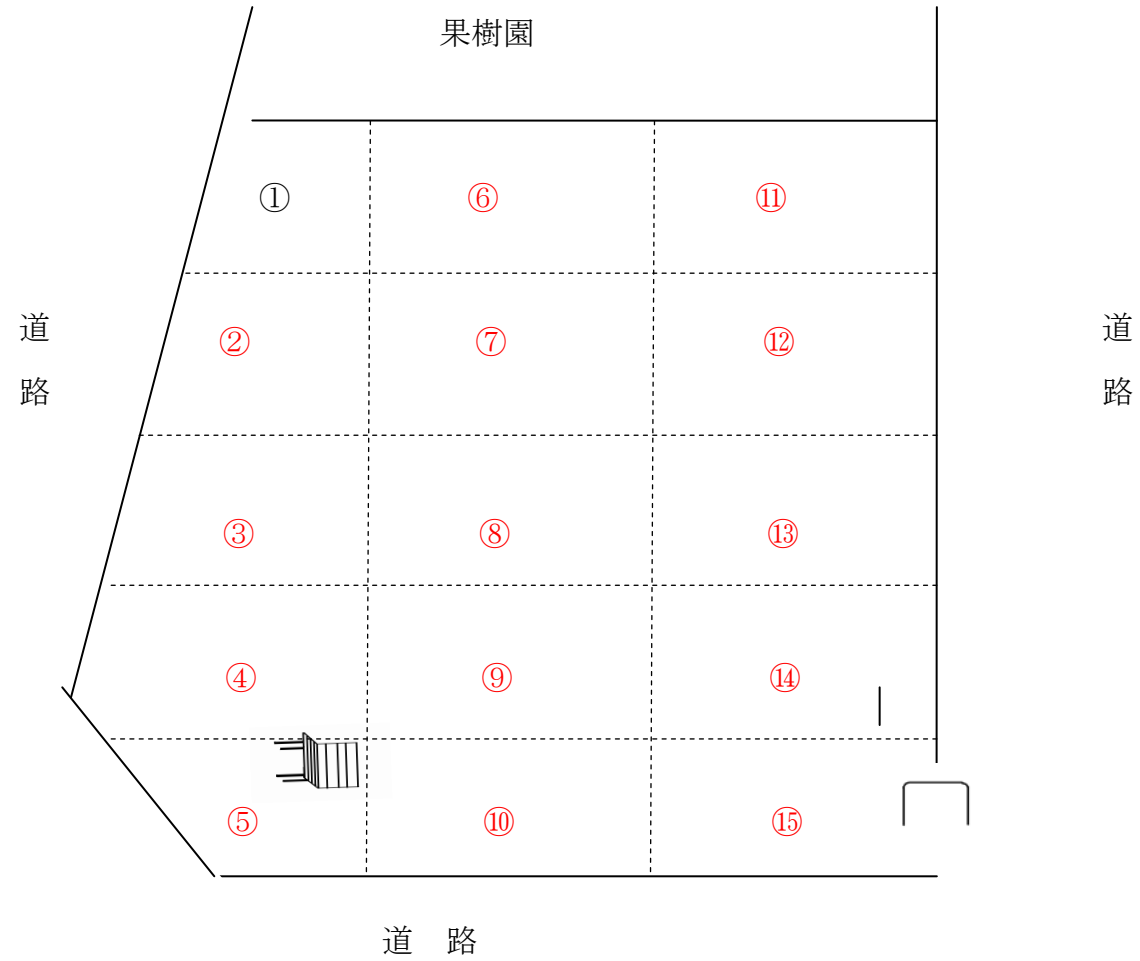 果樹園
① ⑥ ⑪
② ⑦ ⑫
道路
道路
③ ⑧ ⑬
④ ⑨ ⑭
⑤ ⑩ ⑮
道 路